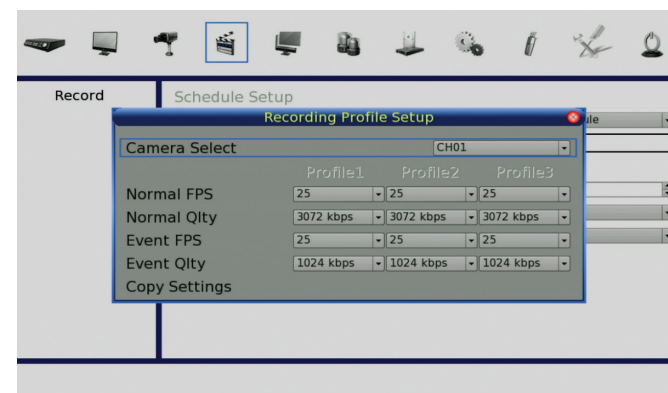 Record
Schedule Setup
Recording Profile Setup
Camera Select CH01
Profile1 Profile2 Profile3
Normal FPS 25 25 25
Normal Qlty 3072 kbps 3072 kbps 3072 kbps
Event FPS 25 25 25
Event Qlty 1024 kbps 1024 kbps 1024 kbps
Copy Settings